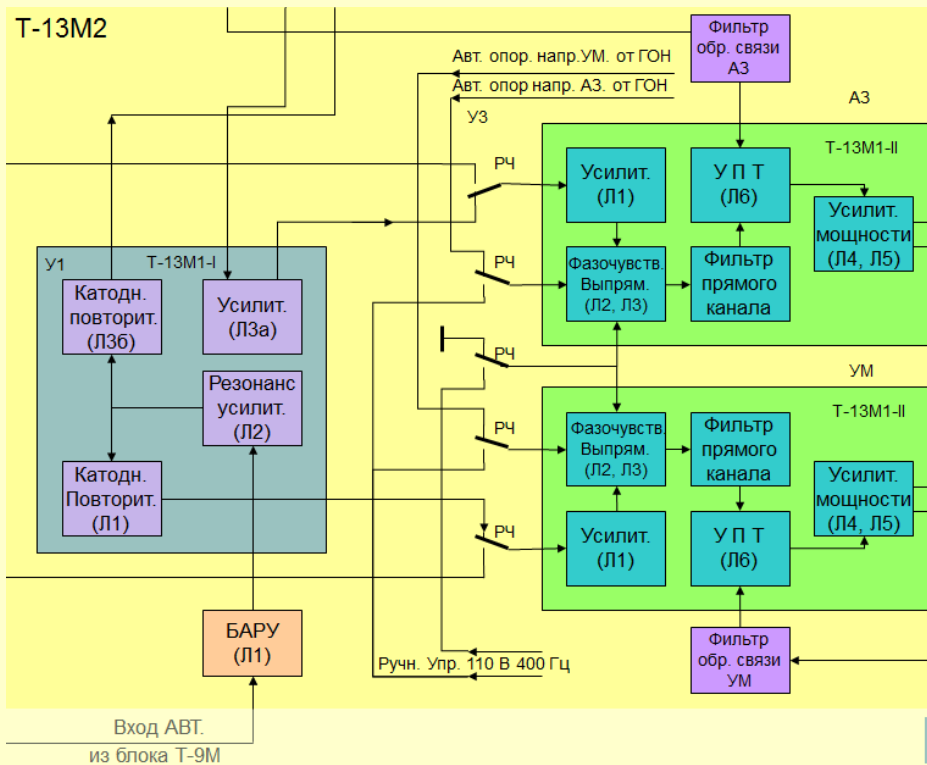 Т-13М2
Фильтр
обр. связи
АЗ
Авт. опор. напр.УМ. от ГОН
Авт. опор напр. АЗ. от ГОН
УЗ
АЗ
Т-13М1-II
РЧ
Усилит.
(Л1)
У П Т
(Л6)
Усилит.
мощности
(Л4, Л5)
У1
Т-13М1-I
РЧ
Катодн.
повторит.
(Л3б)
Усилит.
(Л3а)
Фазочувств.
Выпрям.
(Л2, Л3)
Фильтр
прямого
канала
РЧ
УМ
Т-13М1-II
Резонанс
усилит.
(Л2)
РЧ
Фазочувств.
Выпрям.
(Л2, Л3)
Фильтр
прямого
канала
Катодн.
Повторит.
(Л1)
Усилит.
мощности
(Л4, Л5)
РЧ
Усилит.
(Л1)
У П Т
(Л6)
БАРУ
(Л1)
Ручн. Упр. 110 В 400 Гц
Фильтр
обр. связи
УМ
Вход АВТ.
из блока Т-9М